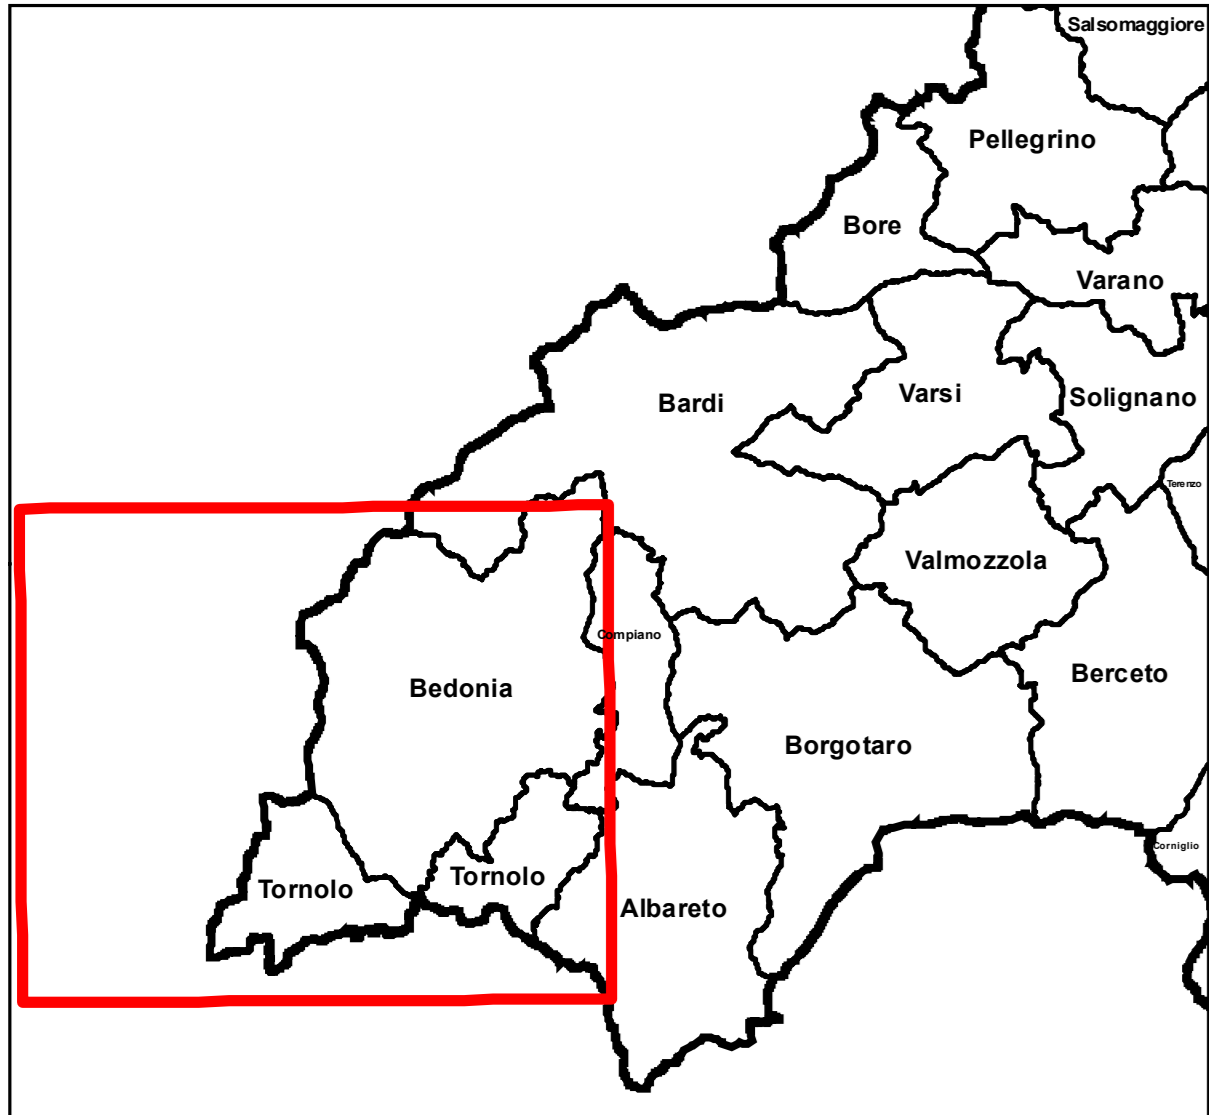 Salsomaggiore
Pellegrino
Bore
Varano
Bardi
Varsi
Solignano
Terenzo
Valmozzola
Compiano
Berceto
Bedonia
Borgotaro
Corniglio
Tornolo
Tornolo
Albareto